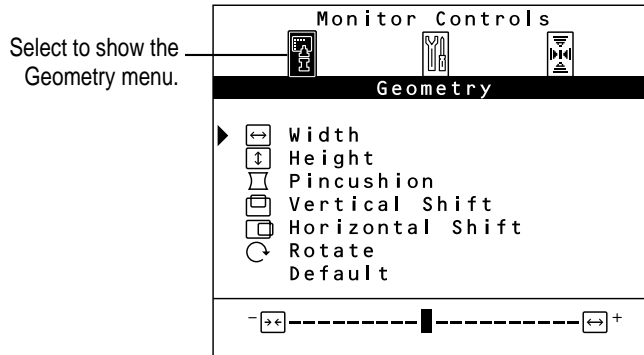 Monitor Controls
Select to show the
Geometry menu.
Geometry
Width
Height
Pincushion
Vertical Shift
Horizontal Shift
Rotate
Default
- +